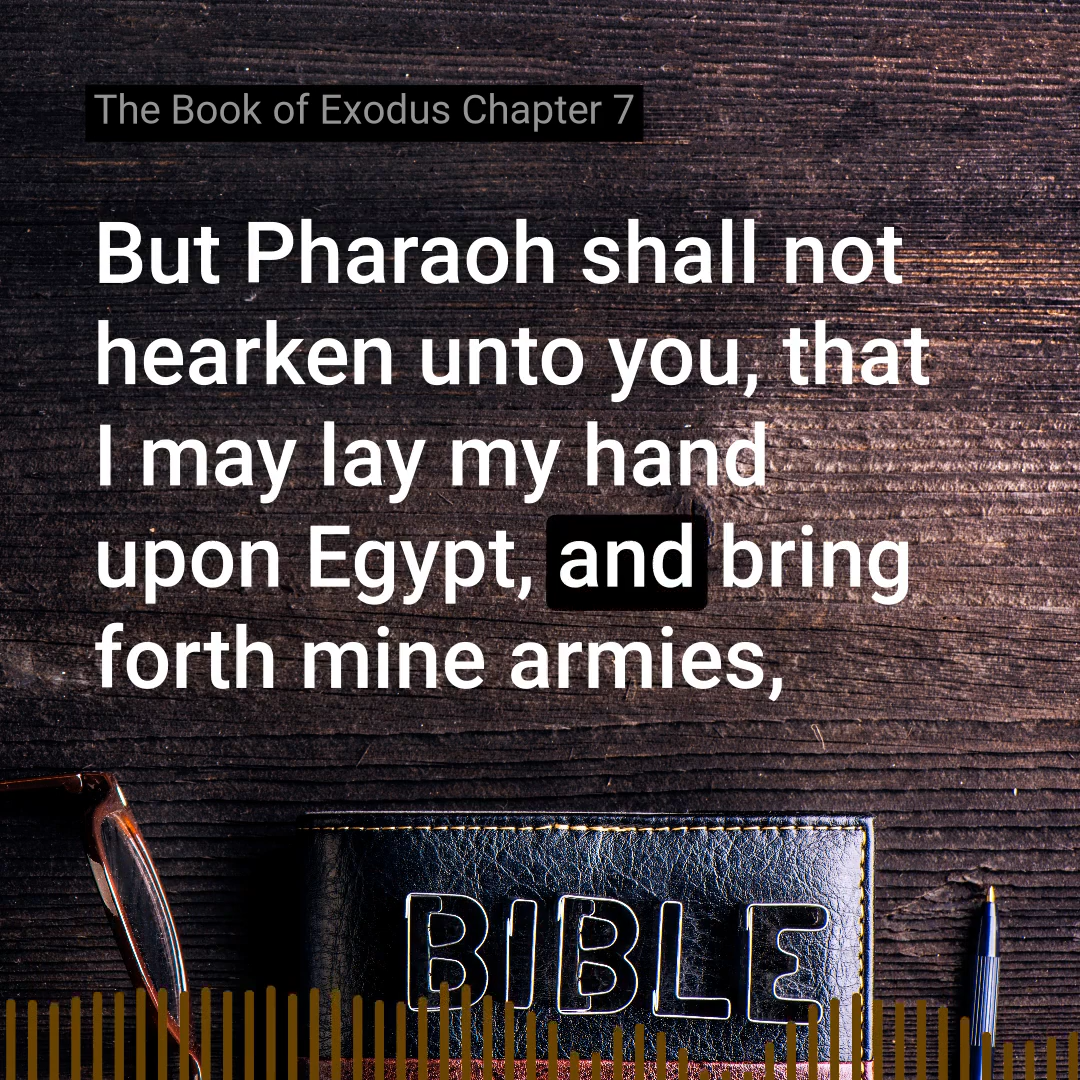 The Book of Exodus Chapter 7
But Pharaoh shall not
hearken unto you, that
I may lay my hand
upon Egypt, and bring
forth mine armies,
BIBLE